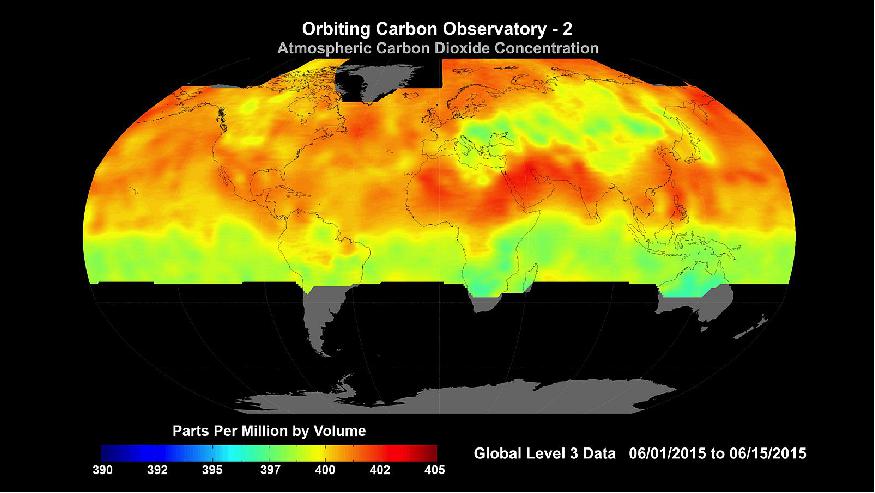 Orbiting Carbon Observatory - 2
Atmospheric Carbon Dioxide Concentration
Parts Per Million by Volume
390 392 395 397 400 402 405
Global Level 3 Data 06/01/2015 to 06/15/2015